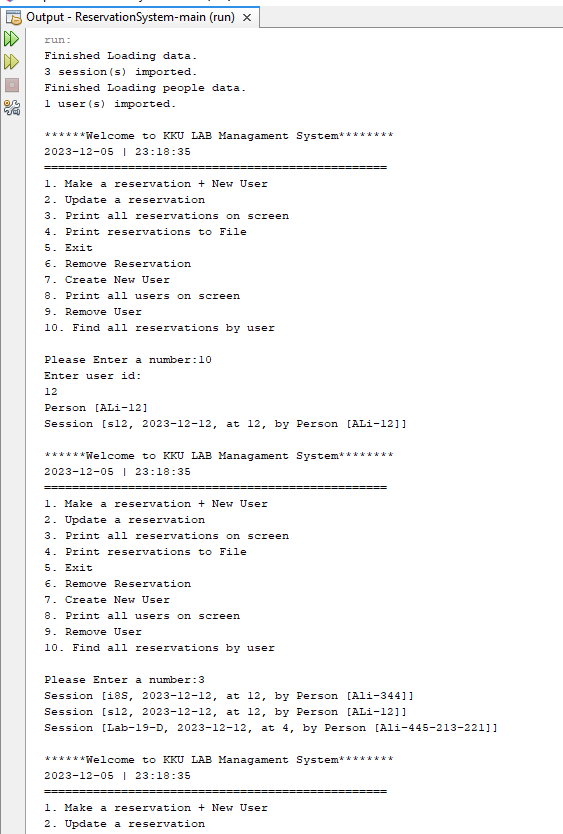 Output - ReservationSystem-main (run)
run:
Finished Loading data.
3 session(s) imported.
Finished Loading people data.
1 user(s) imported.
******Welcome to KKU LAB Managament System********
2023-12-05 | 23:18:35
=================================================
1. Make a reservation + New User
2. Update a reservation
3. Print all reservations on screen
4. Print reservations to File
5. Exit
6. Remove Reservation
7. Create New User
8. Print all users on screen
9. Remove User
10. Find all reservations by user
Please Enter a number:10
Enter user id:
12
Person [ALi-12]
Session [s12, 2023-12-12, at 12, by Person [ALi-12]]
******Welcome to KKU LAB Managament System********
2023-12-05 | 23:18:35
=================================================
1. Make a reservation + New User
2. Update a reservation
3. Print all reservations on screen
4. Print reservations to File
5. Exit
6. Remove Reservation
7. Create New User
8. Print all users on screen
9. Remove User
10. Find all reservations by user
Please Enter a number:3
Session [i8S, 2023-12-12, at 12, by Person [Ali-344]]
Session [s12, 2023-12-12, at 12, by Person [ALi-12]]
Session [Lab-19-D, 2023-12-12, at 4, by Person [Ali-445-213-221]]
******Welcome to KKU LAB Managament System********
2023-12-05 | 23:18:35
=================================================
1. Make a reservation + New User
2. Update a reservation